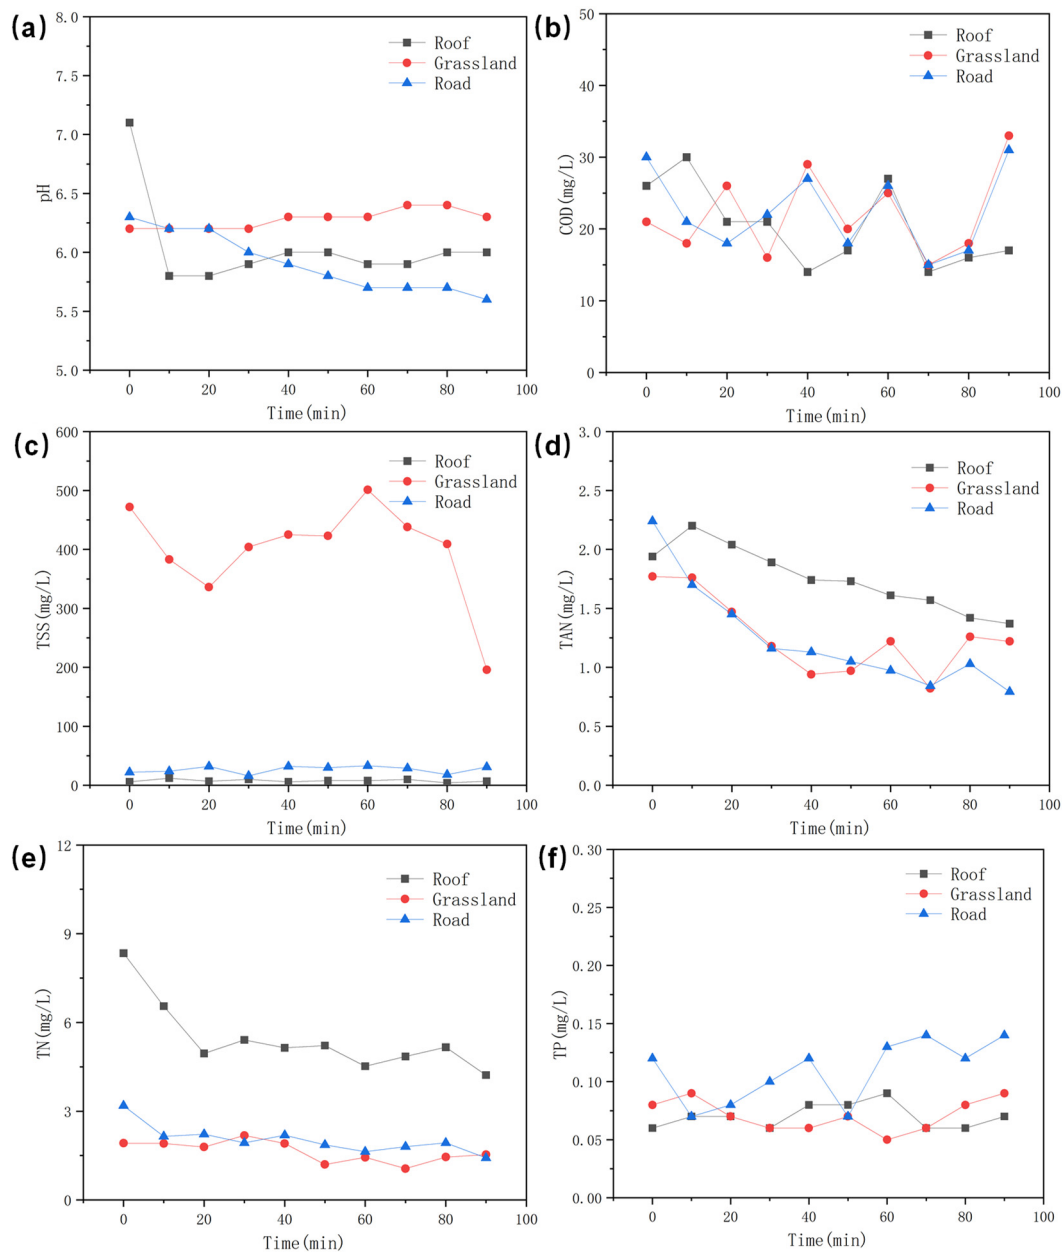 (a)
8.0
7.5
7.0
6.5
6.0
5.5
5.0
pH
Roof
Grassland
Road
0 20 40 60 80 100
Time(min)
(b)
50
40
30
20
10
0
COD(mg/L)
Roof
Grassland
Road
0 20 40 60 80 100
Time(min)
(c)
600
500
400
300
200
100
0
TSS(mg/L)
Roof
Grassland
Road
0 20 40 60 80 100
Time(min)
(d)
3.0
2.5
2.0
1.5
1.0
0.5
0.0
TAN(mg/L)
Roof
Grassland
Road
0 20 40 60 80 100
Time(min)
(e)
12
9
6
3
0
TN(mg/L)
Roof
Grassland
Road
0 20 40 60 80 100
Time(min)
(f)
0.30
0.25
0.20
0.15
0.10
0.05
0.00
TP(mg/L)
Roof
Grassland
Road
0 20 40 60 80 100
Time(min)